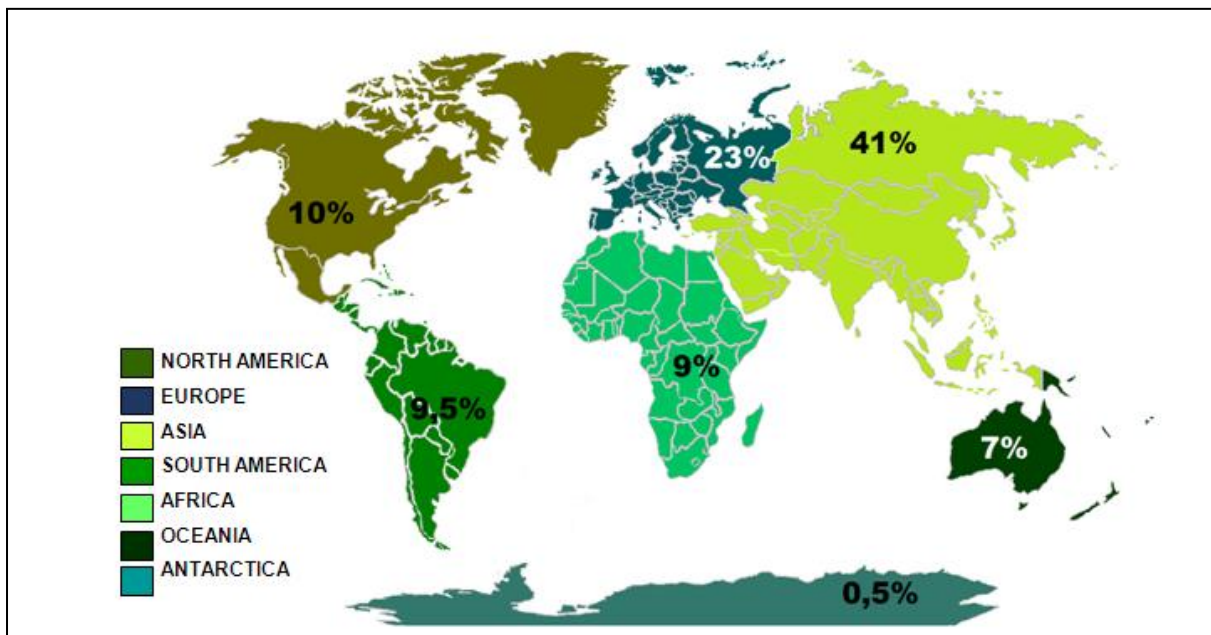 41%
23%
10%
9%
9,5%
7%
0,5%
NORTH AMERICA
EUROPE
ASIA
SOUTH AMERICA
AFRICA
OCEANIA
ANTARCTICA